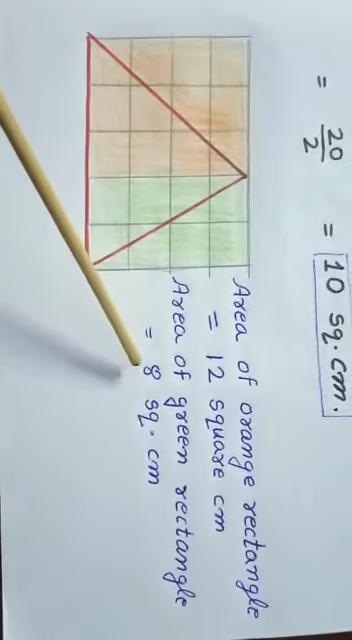 = 20/2 = 10 sq. cm.
Area of orange rectangle
= 12 square cm
Area of green rectangle
= 8 sq. cm